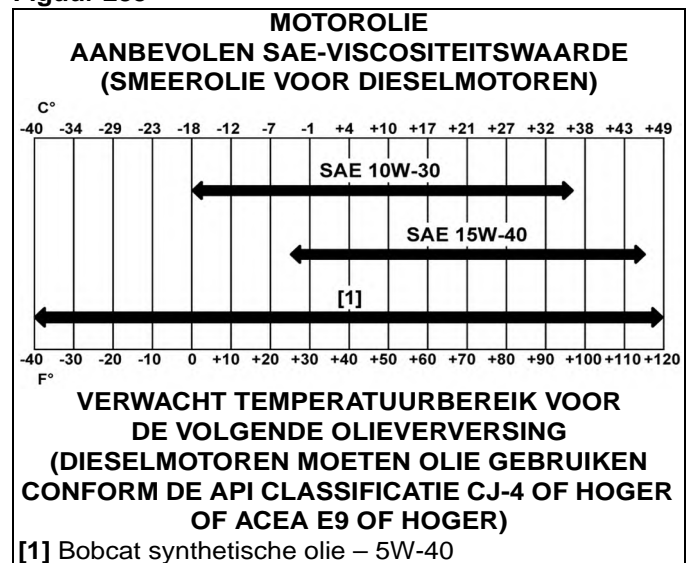 MOTOROLIE
AANBEVOLEN SAE-VISCOSITEITSWAARDE
(SMEEROLIE VOOR DIESELMOTOREN)
C°
-40 -34 -29 -23 -18 -12 -7 -1 +4 +10 +17 +21 +27 +32 +38 +43 +49
SAE 10W-30
SAE 15W-40
[1]
-40 -30 -20 -10 0 +10 +20 +30 +40 +50 +60 +70 +80 +90 +100 +110 +120
F°
VERWACHT TEMPERATUURBEREIK VOOR
DE VOLGENDE OLIEVERVERSING
(DIESELMOTOREN MOETEN OLIE GEBRUIKEN
CONFORM DE API CLASSIFICATIE CJ-4 OF HOGER
OF ACEA E9 OF HOGER)
[1] Bobcat synthetische olie – 5W-40